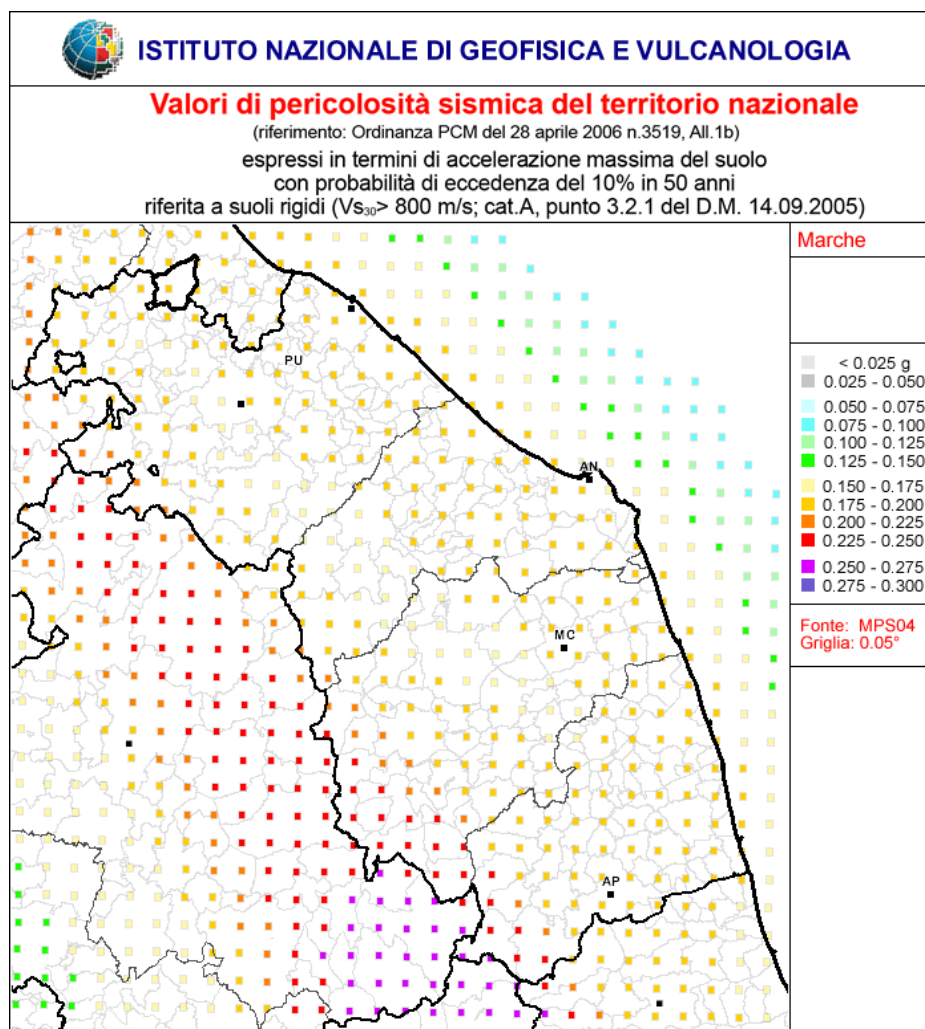 ISTITUTO NAZIONALE DI GEOFISICA E VULCANOLOGIA
Valori di pericolosità sismica del territorio nazionale
(riferimento: Ordinanza PCM del 28 aprile 2006 n.3519, All.1b)
espressi in termini di accelerazione massima del suolo
con probabilità di eccedenza del 10% in 50 anni
riferita a suoli rigidi (Vs₃₀> 800 m/s; cat.A, punto 3.2.1 del D.M. 14.09.2005)
Marche
< 0.025 g
0.025 - 0.050
0.050 - 0.075
0.075 - 0.100
0.100 - 0.125
0.125 - 0.150
0.150 - 0.175
0.175 - 0.200
0.200 - 0.225
0.225 - 0.250
0.250 - 0.275
0.275 - 0.300
Fonte: MPS04
Griglia: 0.05°
PU
AN
MC
AP